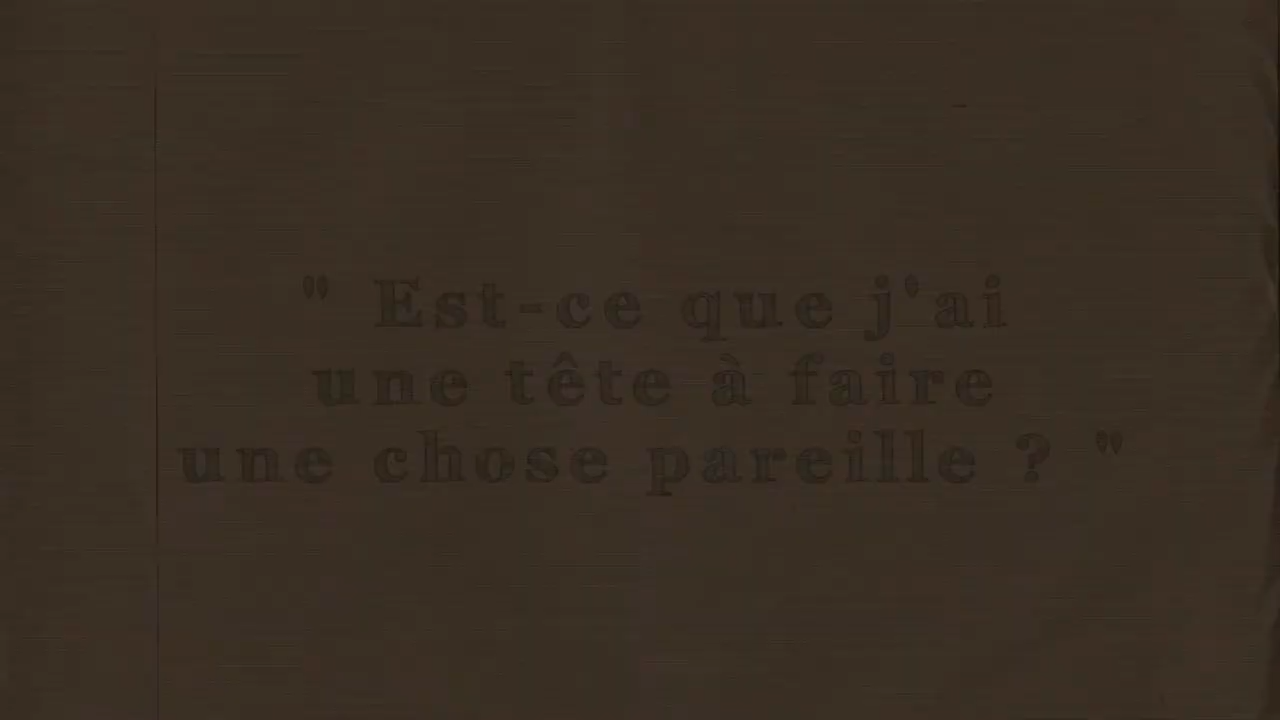 " Est-ce que j'ai
une tête à faire
une chose pareille ? "